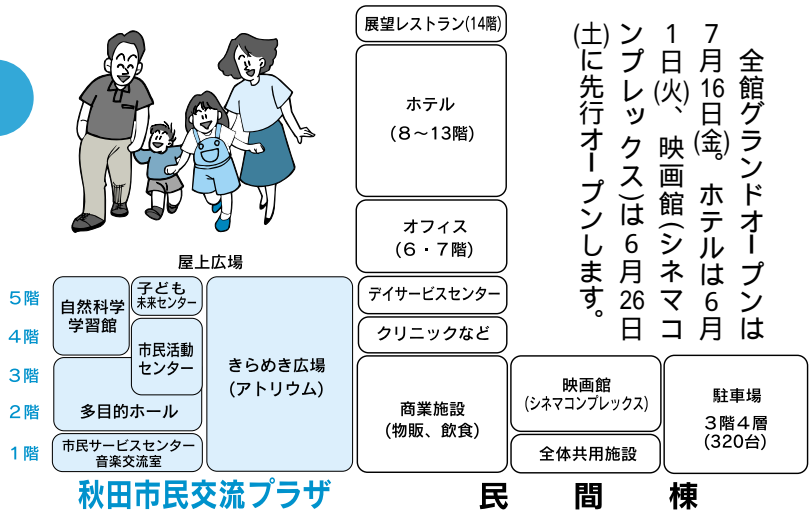 全館グランドオープンは
7月16日(金)。ホテルは6月
1日(火)、映画館(シネマコ
ンプレックス)は6月26日
(土)に先行オープンします。
展望レストラン(14階)
ホテル
(8～13階)
オフィス
(6・7階)
デイサービスセンター
クリニックなど
商業施設
(物販、飲食)
映画館
(シネマコンプレックス)
全体共用施設
駐車場
3階4層
(320台)
屋上広場
5階
4階
3階
2階
1階
自然科学
学習館
子ども
未来センター
市民活動
センター
多目的ホール
市民サービスセンター
音楽交流室
きらめき広場
(アトリウム)
秋田市民交流プラザ
民間棟